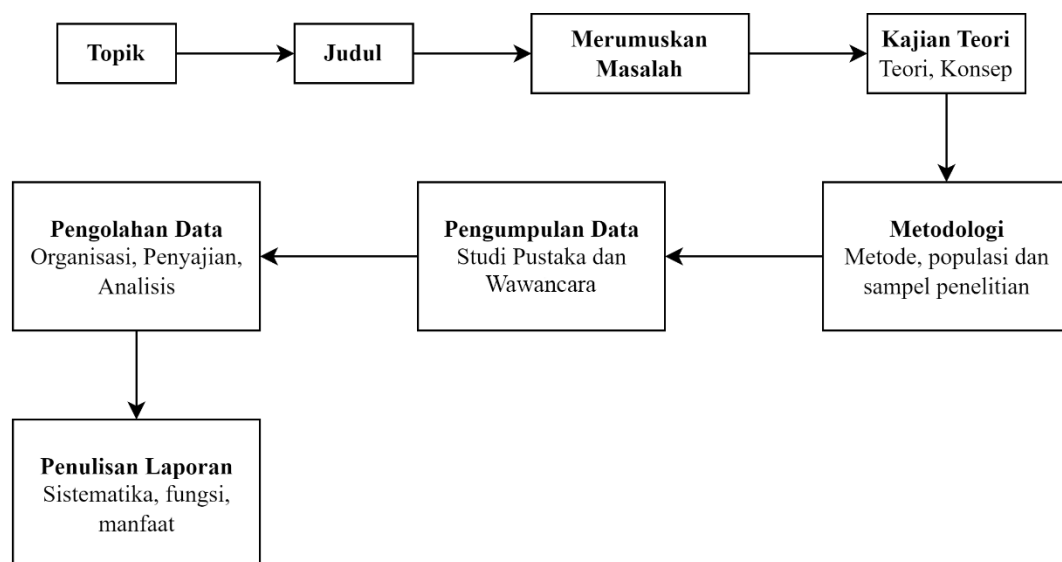 Topik
Judul
Merumuskan
Masalah
Kajian Teori
Teori, Konsep
Metodologi
Metode, populasi dan
sampel penelitian
Pengumpulan Data
Studi Pustaka dan
Wawancara
Pengolahan Data
Organisasi, Penyajian,
Analisis
Penulisan Laporan
Sistematika, fungsi,
manfaat